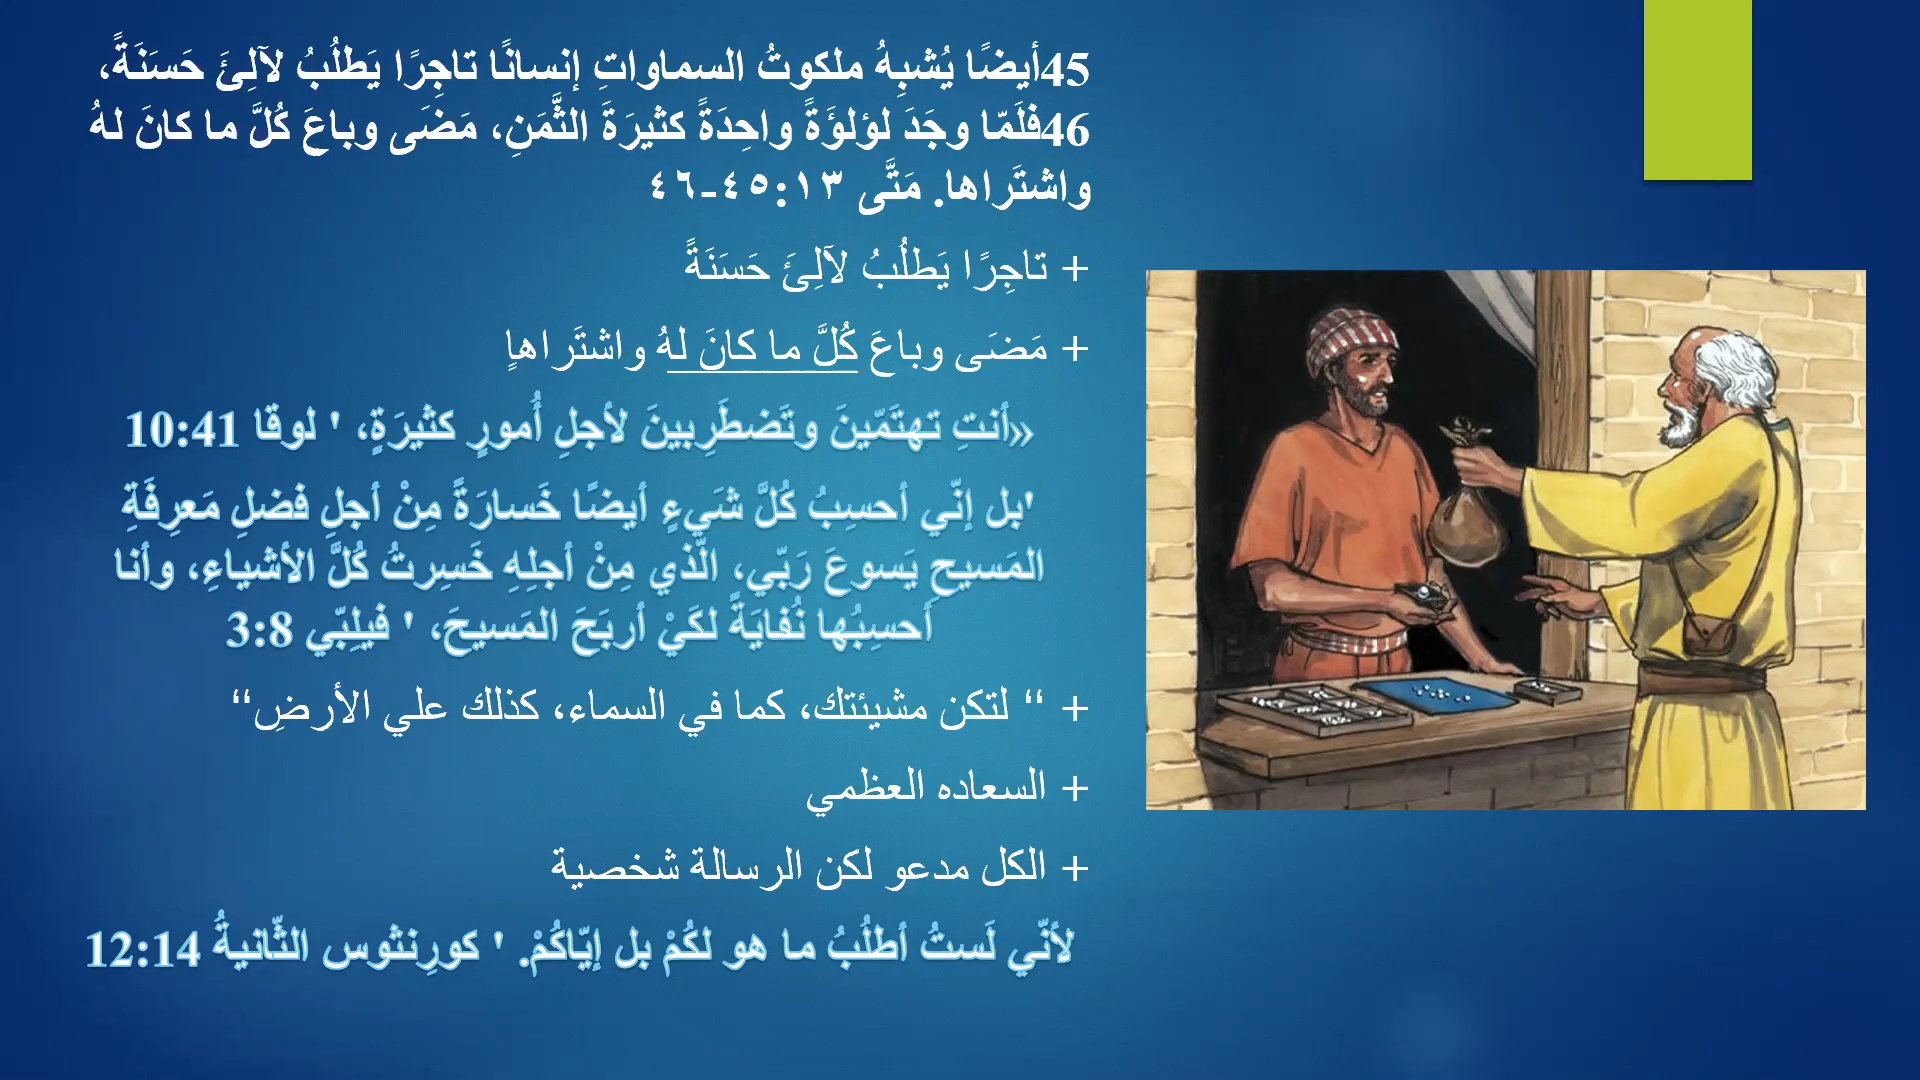 45أيضًا يُشبِهُ ملكوتُ السماواتِ إنسانًا تاجِرًا يَطلُبُ لآلِئَ حَسَنَةً،
46فلَمّا وجَدَ لؤلؤَةً واحِدَةً كثيرَةَ الثَّمَنِ، مَضَى وباعَ كُلَّ ما كانَ لهُ
واشتَراها. مَتَّى ١٣:٤٥-٤٦
+ تاجِرًا يَطلُبُ لآلِئَ حَسَنَةً
+ مَضَى وباعَ كُلَّ ما كانَ لهُ واشتَراهاٍ
«أنتِ تهتَمّينَ وتَضطَرِبينَ لأجلِ أُمورٍ كثيرَةٍ، ' لوقا 10:41
'بل إنّي أحسِبُ كُلَّ شَيءٍ أيضًا خَسارَةً مِنْ أجلِ فضلِ مَعرِفَةِ
المَسيحِ يَسوعَ رَبّي، الّذي مِنْ أجلِهِ خَسِرتُ كُلَّ الأشياءِ، وأنا
أحسِبُها نُفايَةً لكَيْ أربَحَ المَسيحَ، ' فيلِبّي 3:8
+ “ لتكن مشيئتك، كما في السماء، كذلك علي الأرضِ“
+ السعاده العظمي
+ الكل مدعو لكن الرسالة شخصية
لأنّي لَستُ أطلُبُ ما هو لكُمْ بل إيّاكُمْ. ' كورِنثوس الثّانيةُ 12:14